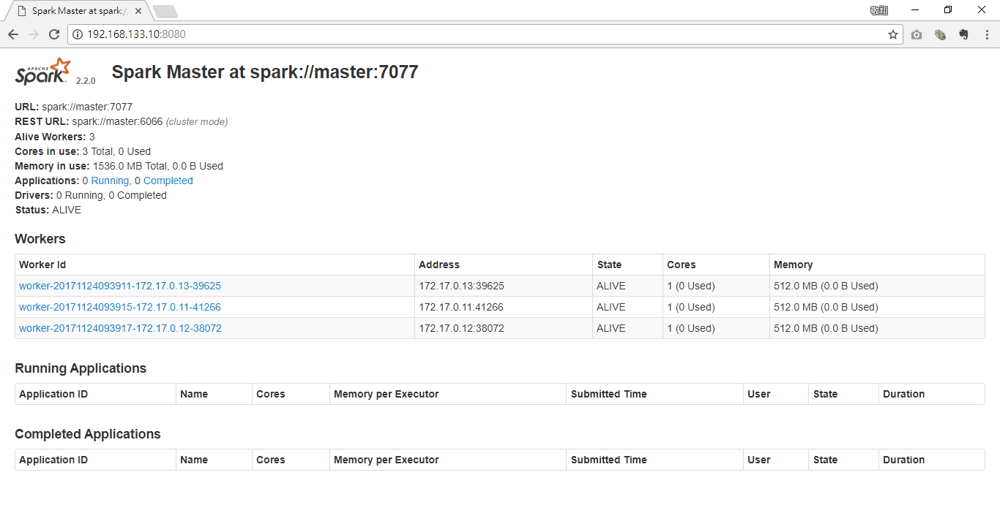 Spark Master at spark:/
192.168.133.10:8080
APACHE
Spark 2.2.0 Spark Master at spark://master:7077
URL: spark://master:7077
REST URL: spark://master:6066 (cluster mode)
Alive Workers: 3
Cores in use: 3 Total, 0 Used
Memory in use: 1536.0 MB Total, 0.0 B Used
Applications: 0 Running, 0 Completed
Drivers: 0 Running, 0 Completed
Status: ALIVE
Workers
Worker Id Address State Cores Memory
worker-20171124093911-172.17.0.13-39625 172.17.0.13:39625 ALIVE 1 (0 Used) 512.0 MB (0.0 B Used)
worker-20171124093915-172.17.0.11-41266 172.17.0.11:41266 ALIVE 1 (0 Used) 512.0 MB (0.0 B Used)
worker-20171124093917-172.17.0.12-38072 172.17.0.12:38072 ALIVE 1 (0 Used) 512.0 MB (0.0 B Used)
Running Applications
Application ID Name Cores Memory per Executor Submitted Time User State Duration
Completed Applications
Application ID Name Cores Memory per Executor Submitted Time User State Duration